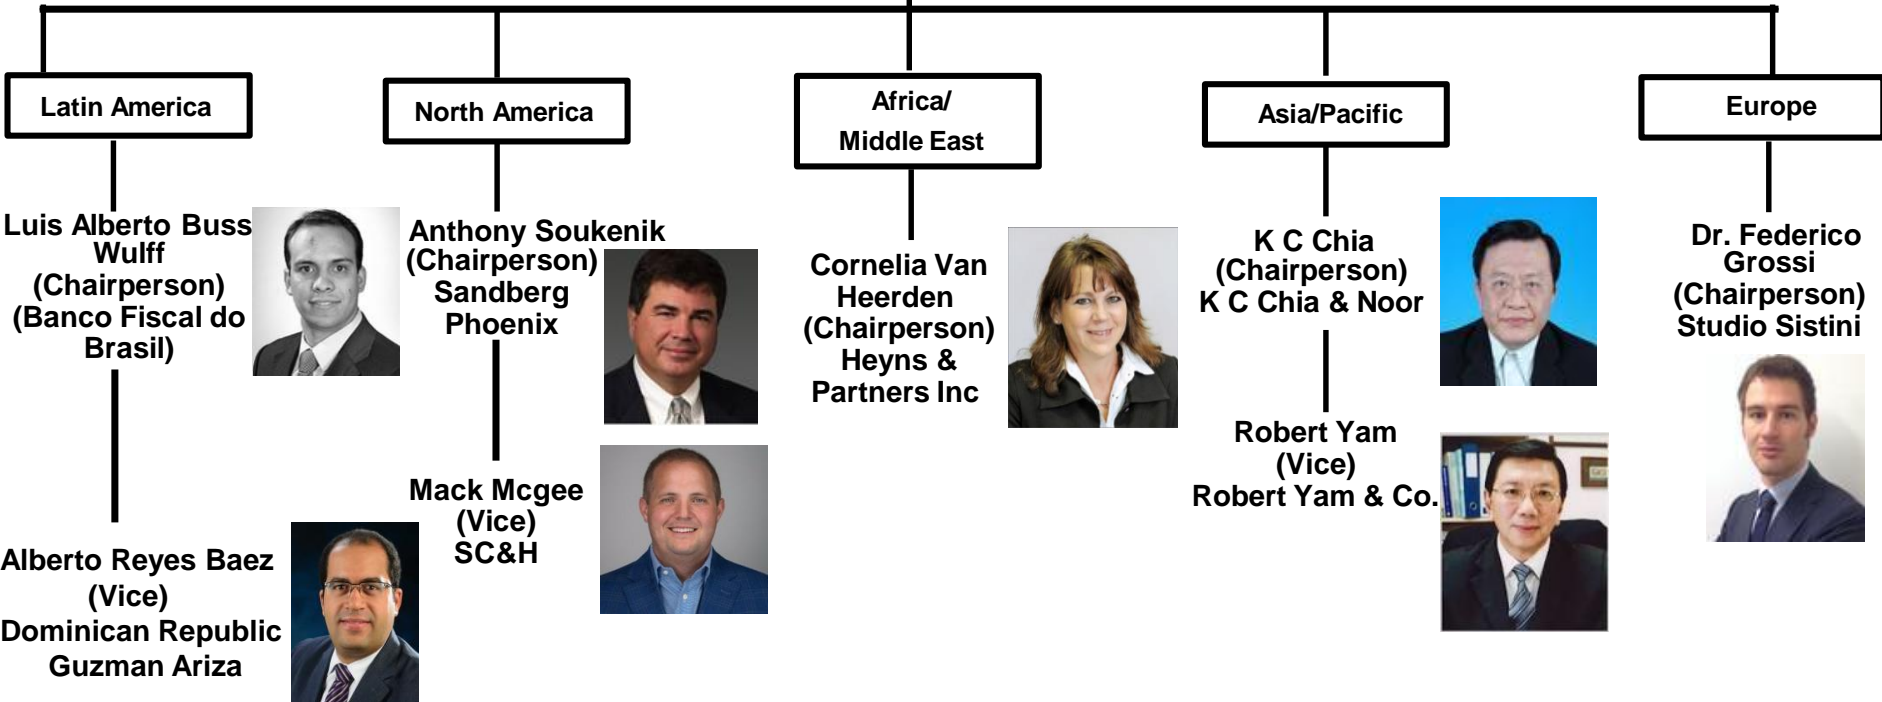 Latin America
North America
Africa/
Middle East
Asia/Pacific
Europe
Luis Alberto Buss
Wulff
(Chairperson)
(Banco Fiscal do
Brasil)
Alberto Reyes Baez
(Vice)
Dominican Republic
Guzman Ariza
Anthony Soukenik
(Chairperson)
Sandberg
Phoenix
Mack Mcgee
(Vice)
SC&H
Cornelia Van
Heerden
(Chairperson)
Heyns &
Partners Inc
K C Chia
(Chairperson)
K C Chia & Noor
Robert Yam
(Vice)
Robert Yam & Co.
Dr. Federico
Grossi
(Chairperson)
Studio Sistini